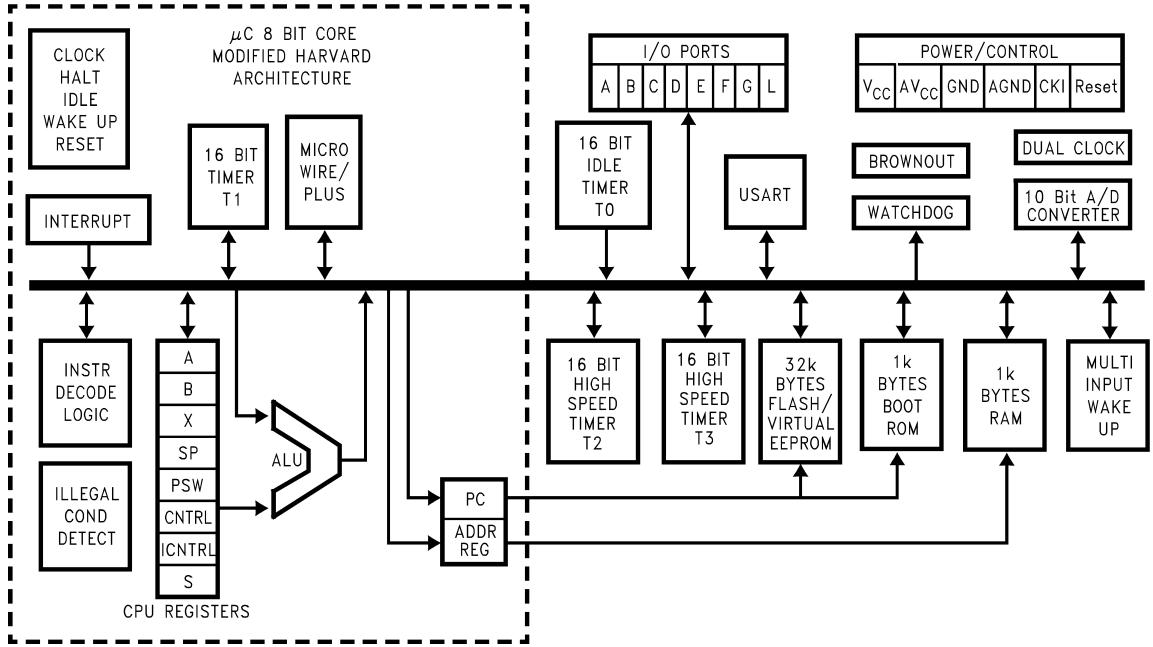 μC 8 BIT CORE
MODIFIED HARVARD
ARCHITECTURE
CLOCK
HALT
IDLE
WAKE UP
RESET
INTERRUPT
16 BIT
TIMER
T1
MICRO
WIRE/
PLUS
I/O PORTS
A B C D E F G L
POWER/CONTROL
VCC AVCC GND AGND CKI Reset
16 BIT
IDLE
TIMER
T0
USART
BROWNOUT
WATCHDOG
DUAL CLOCK
10 Bit A/D
CONVERTER
INSTR
DECODE
LOGIC
ILLEGAL
COND
DETECT
A
B
X
SP
PSW
CNTRL
ICNTRL
S
CPU REGISTERS
ALU
PC
ADDR
REG
16 BIT
HIGH
SPEED
TIMER
T2
16 BIT
HIGH
SPEED
TIMER
T3
32k
BYTES
FLASH/
VIRTUAL
EEPROM
1k
BYTES
BOOT
ROM
1k
BYTES
RAM
MULTI
INPUT
WAKE
UP